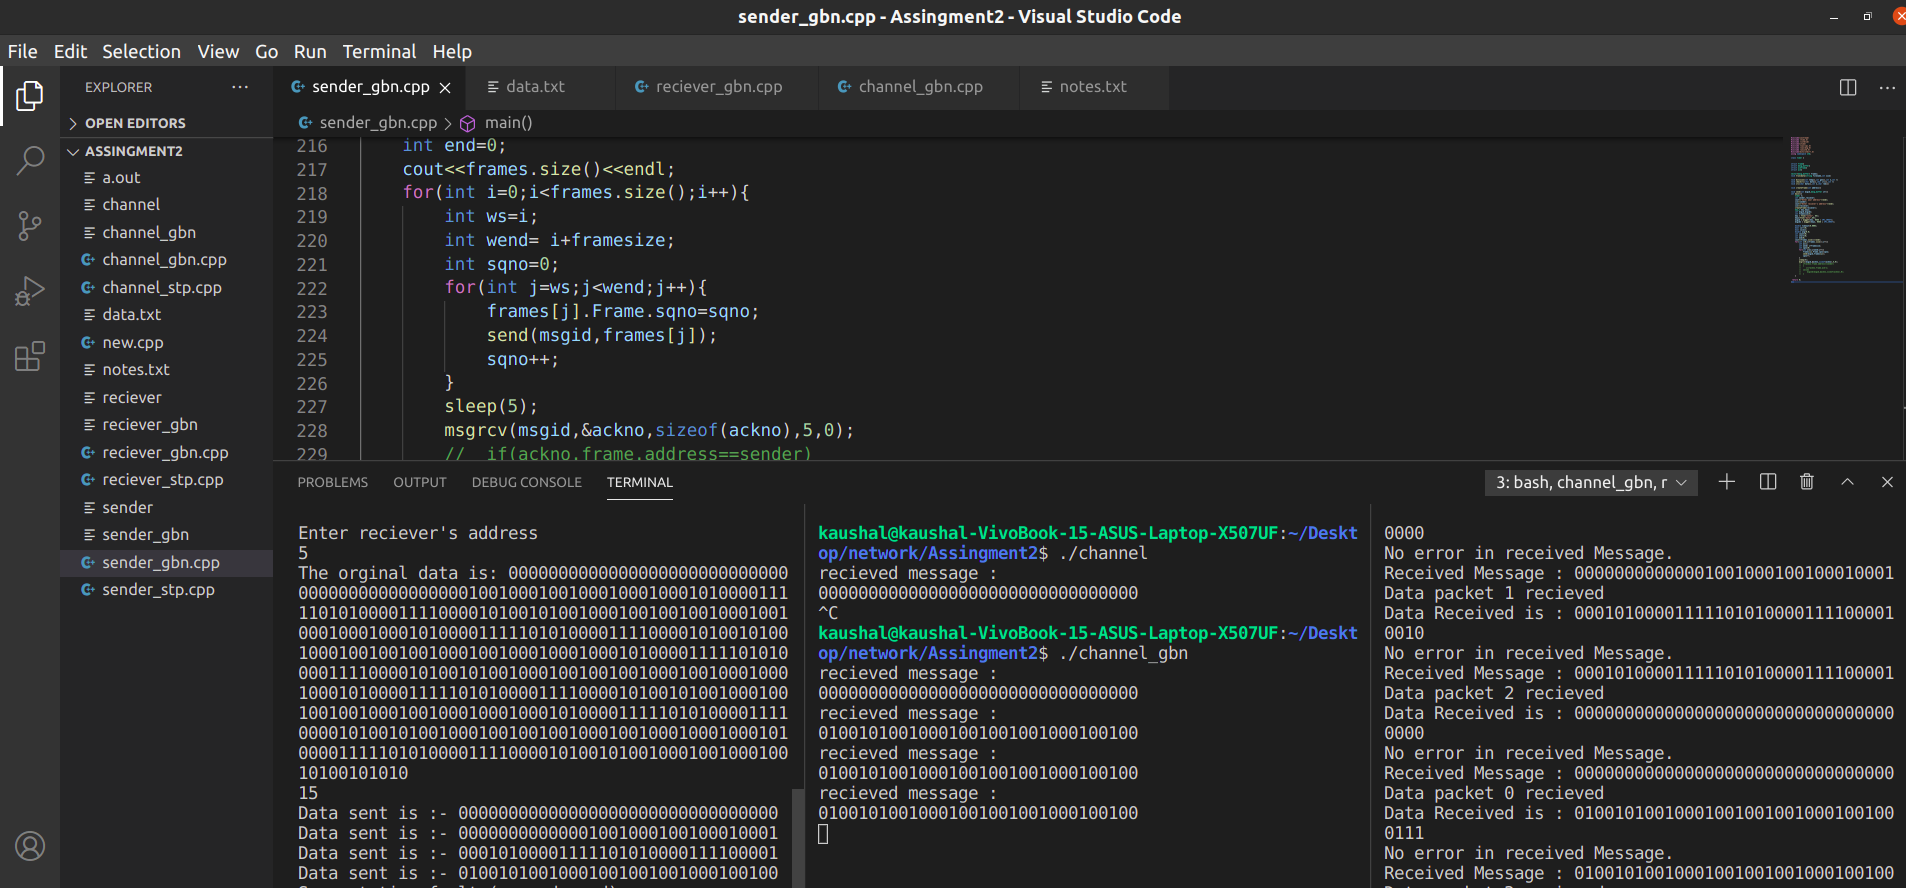 sender_gbn.cpp - Assingment2 - Visual Studio Code
File Edit Selection View Go Run Terminal Help
EXPLORER
OPEN EDITORS
ASSINGMENT2
a.out
channel
channel_gbn
channel_gbn.cpp
channel_stp.cpp
data.txt
new.cpp
notes.txt
reciever
reciever_gbn
reciever_gbn.cpp
reciever_stp.cpp
sender
sender_gbn
sender_gbn.cpp
sender_stp.cpp
sender_gbn.cpp data.txt reciever_gbn.cpp channel_gbn.cpp notes.txt
sender_gbn.cpp > main()
216 int end=0;
217 cout<<frames.size()<<endl;
218 for(int i=0;i<frames.size();i++){
219 int ws=i;
220 int wend= i+framesize;
221 int sqno=0;
222 for(int j=ws;j<wend;j++){
223 frames[j].Frame.sqno=sqno;
224 send(msgid,frames[j]);
225 sqno++;
226 }
227 sleep(5);
228 msgrcv(msgid,&ackno,sizeof(ackno),5,0);
229 // if(ackno.frame.address==sender)
PROBLEMS OUTPUT DEBUG CONSOLE TERMINAL
3: bash, channel_gbn, r
Enter reciever's address
5
The orginal data is: 0000000000000000000000000000
0000000000000000100100010010001000100010100001111
1101010000111100001010010100100010010010010001001
0001000100010100001111101010000111100001010010100
1000100100100100010010001000100010100001111101010
0001111000010100101001000100100100100010010001000
1000101000011111010100001111000010100101001000100
1001001000100100010001000101000011111010100001111
0000101001010010001001001001000100100010001000101
0000111110101000011110000101001010010001001000100
10100101010
15
Data sent is :- 00000000000000000000000000000000
Data sent is :- 00000000000001001000100100010001
Data sent is :- 00010100001111101010000111100001
Data sent is :- 01001010010001001001001000100100
kaushal@kaushal-VivoBook-15-ASUS-Laptop-X507UF:~/Deskt
op/network/Assingment2$ ./channel
recieved message :
00000000000000000000000000000000
^C
kaushal@kaushal-VivoBook-15-ASUS-Laptop-X507UF:~/Deskt
op/network/Assingment2$ ./channel_gbn
recieved message :
00000000000000000000000000000000
recieved message :
01001010010001001001001000100100
recieved message :
01001010010001001001001000100100
recieved message :
01001010010001001001001000100100
0000
No error in received Message.
Received Message : 00000000000001001000100100010001
Data packet 1 recieved
Data Received is : 00010100001111101010000111100001
0010
No error in received Message.
Received Message : 00010100001111101010000111100001
Data packet 2 recieved
Data Received is : 00000000000000000000000000000000
0000
No error in received Message.
Received Message : 00000000000000000000000000000000
Data packet 0 recieved
Data Received is : 01001010010001001001001000100100
0111
No error in received Message.
Received Message : 01001010010001001001001000100100